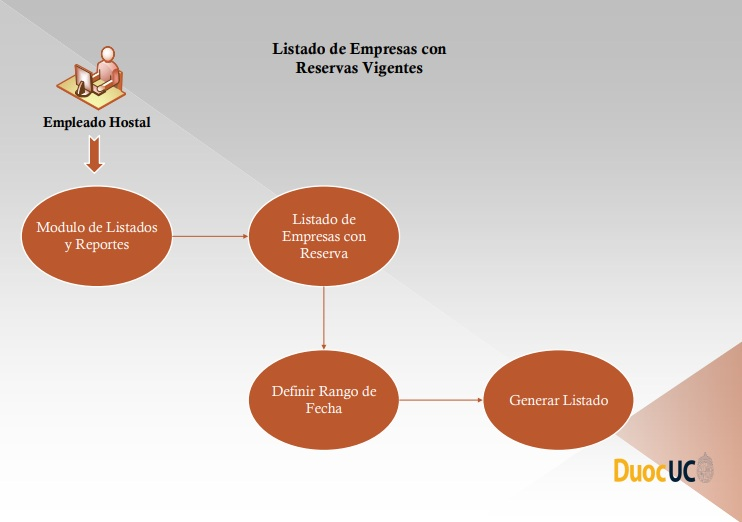 Listado de Empresas con
Reservas Vigentes
Empleado Hostal
Modulo de Listados
y Reportes
Listado de
Empresas con
Reserva
Definir Rango de
Fecha
Generar Listado
DuocUC